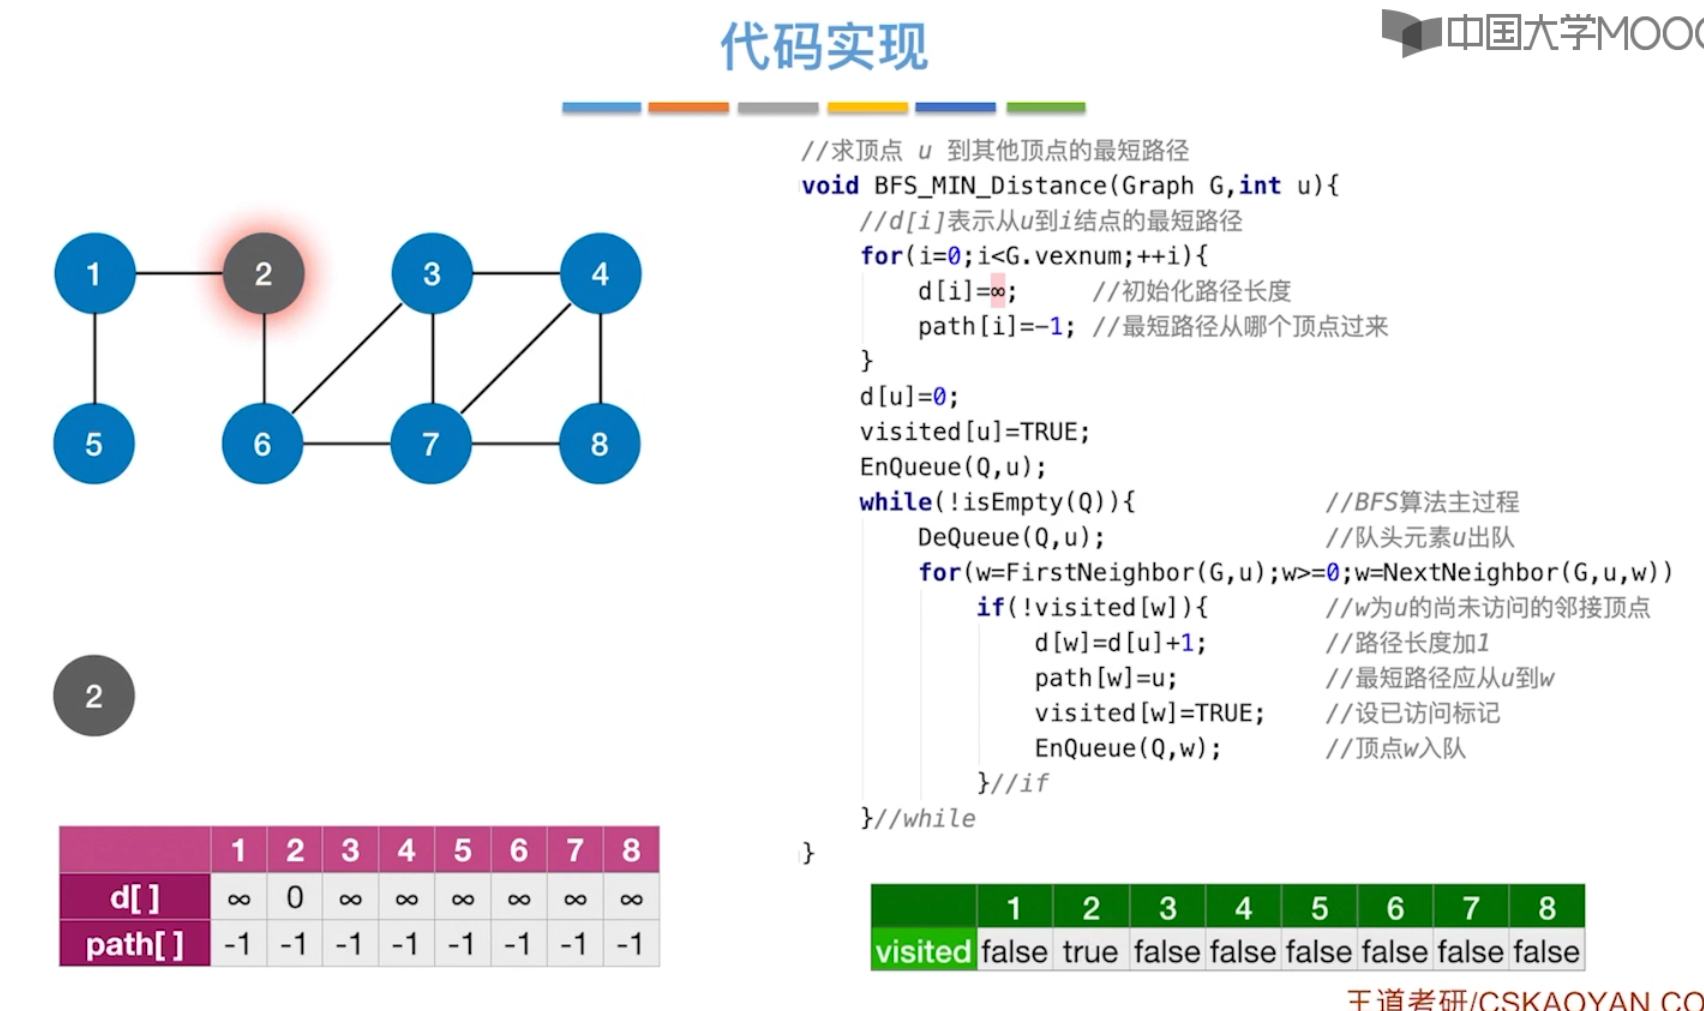 代码实现
中国大学MOOC
//求顶点 u 到其他顶点的最短路径
void BFS_MIN_Distance(Graph G,int u){
//d[i]表示从u到i结点的最短路径
for(i=0;i<G.vexnum;++i){
d[i]=∞; //初始化路径长度
path[i]=-1; //最短路径从哪个顶点过来
}
d[u]=0;
visited[u]=TRUE;
EnQueue(Q,u);
while(!isEmpty(Q)){ //BFS算法主过程
DeQueue(Q,u); //队头元素u出队
for(w=FirstNeighbor(G,u);w>=0;w=NextNeighbor(G,u,w))
if(!visited[w]){ //w为u的尚未访问的邻接顶点
d[w]=d[u]+1; //路径长度加1
path[w]=u; //最短路径应从u到w
visited[w]=TRUE; //设已访问标记
EnQueue(Q,w); //顶点w入队
}//if
}//while
}
1 2 3 4
5 6 7 8
2
1 2 3 4 5 6 7 8
d[ ] ∞ 0 ∞ ∞ ∞ ∞ ∞ ∞
path[ ] -1 -1 -1 -1 -1 -1 -1 -1
1 2 3 4 5 6 7 8
visited false true false false false false false false
王道考研/CSKAOYAN.CO